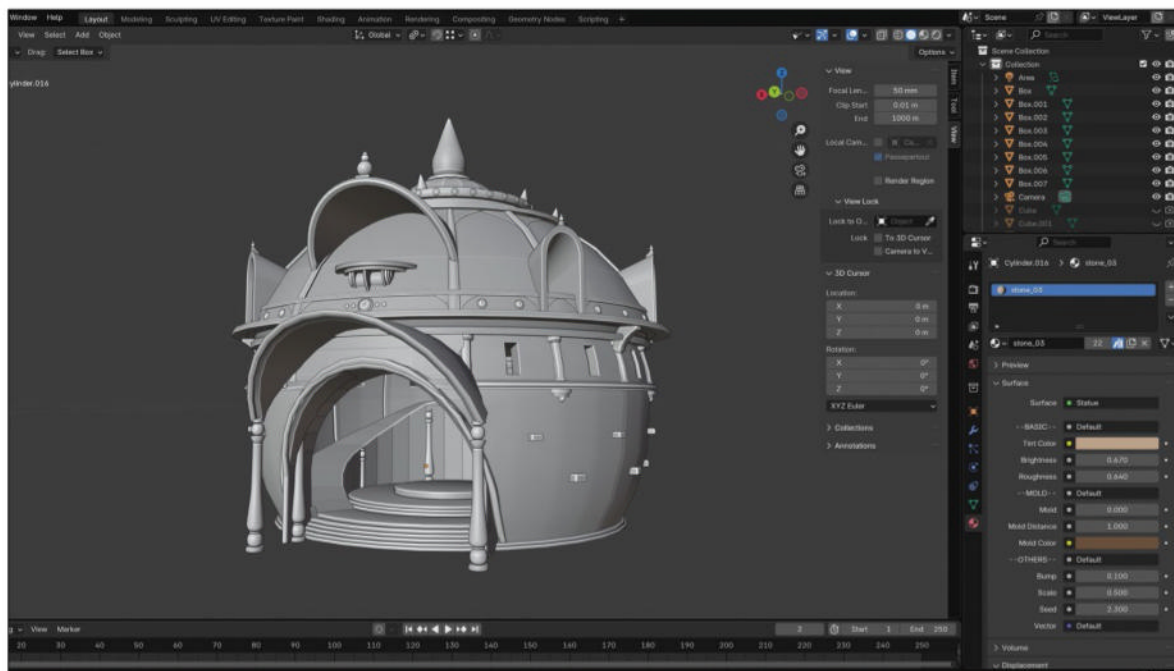 Window Help Layout Modeling Sculpting UV Editing Texture Paint Shading Animation Rendering Compositing Geometry Nodes Scripting + Scene ViewLayer
View Select Add Object Global Search
Drag: Select Box Options
Scene Collection
Collection
Area
Box
Box.001
Box.002
Box.003
Box.004
Box.005
Box.006
Box.007
Camera
Cube
Cube.001
ylinder.016
X Y Z
View
Focal Len... 50 mm
Clip Start 0.01 m
End 1000 m
Local Cam... Ca...
Passepartout
Render Region
View Lock
Lock to O... Object
Lock To 3D Cursor
Camera to V...
3D Cursor
Location:
X 0 m
Y 0 m
Z 0 m
Rotation:
X 0°
Y 0°
Z 0°
XYZ Euler
Collections
Annotations
Item
Tool
View
Search
Cylinder.016 > stone_03
stone_03
stone_03 22
Preview
Surface
Surface Statue
--BASIC-- Default
Tint Color
Brightness 0.670
Roughness 0.640
--MOLD-- Default
Mold 0.000
Mold Distance 1.000
Mold Color
--OTHERS-- Default
Bump 0.100
Scale 0.500
Seed 2.200
Vector Default
Volume
Displacement
g View Marker 2 Start 1 End 250
20 30 40 50 60 70 80 90 100 110 120 130 140 150 160 170 180 190 200 210 220 230 240 250